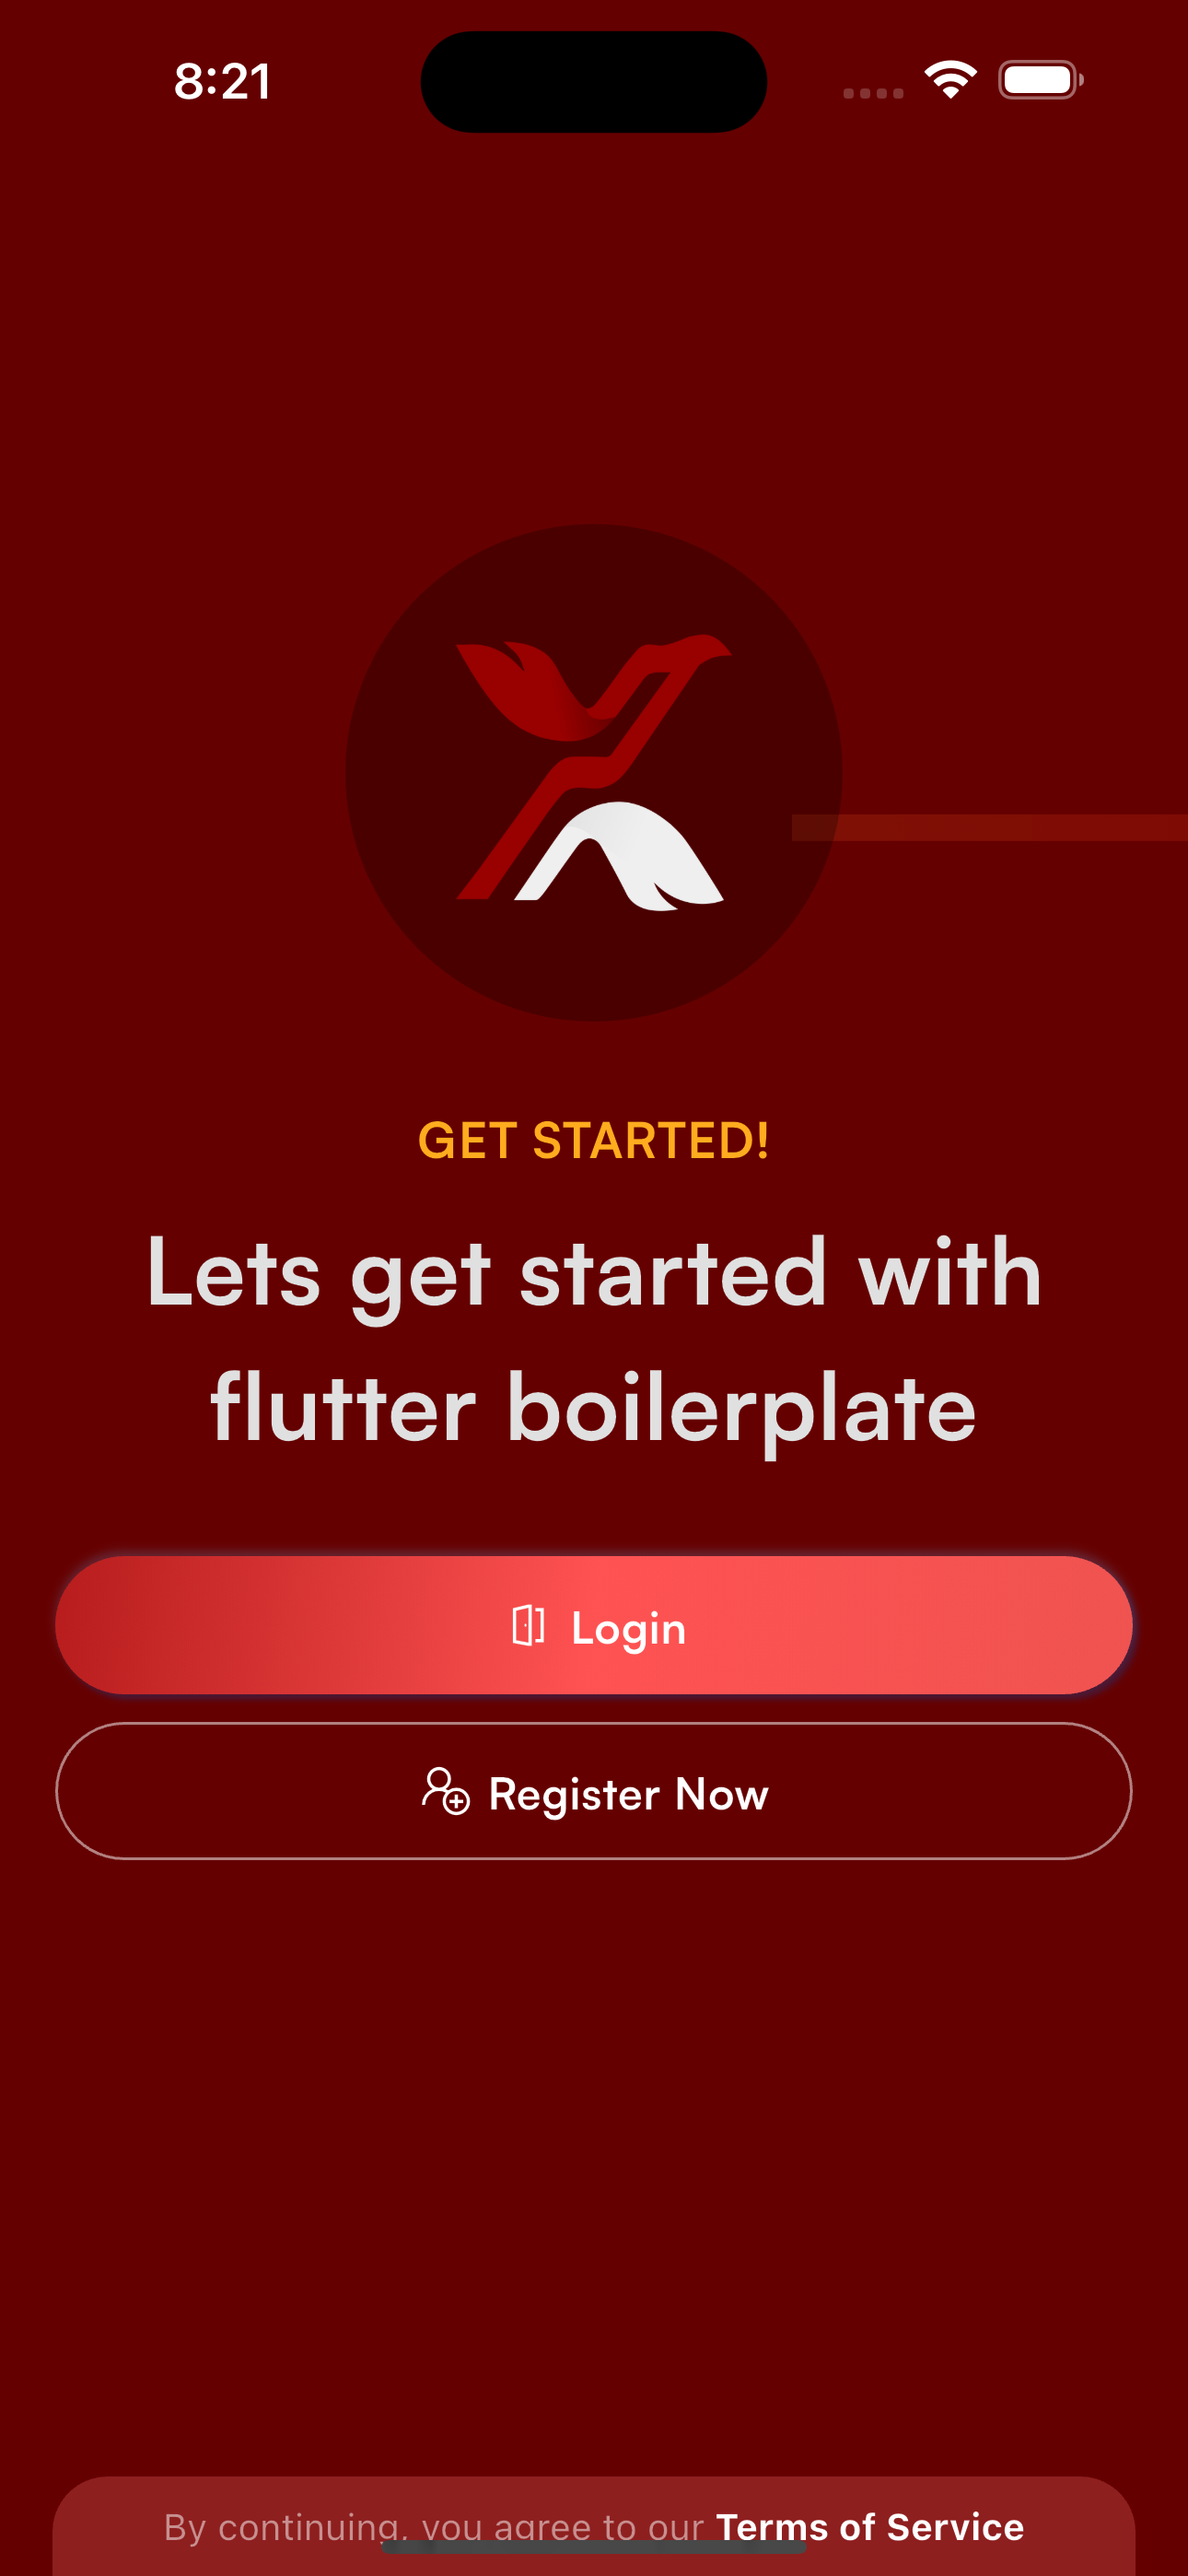 8:21
GET STARTED!
Lets get started with
flutter boilerplate
Login
Register Now
By continuing, you agree to our Terms of Service